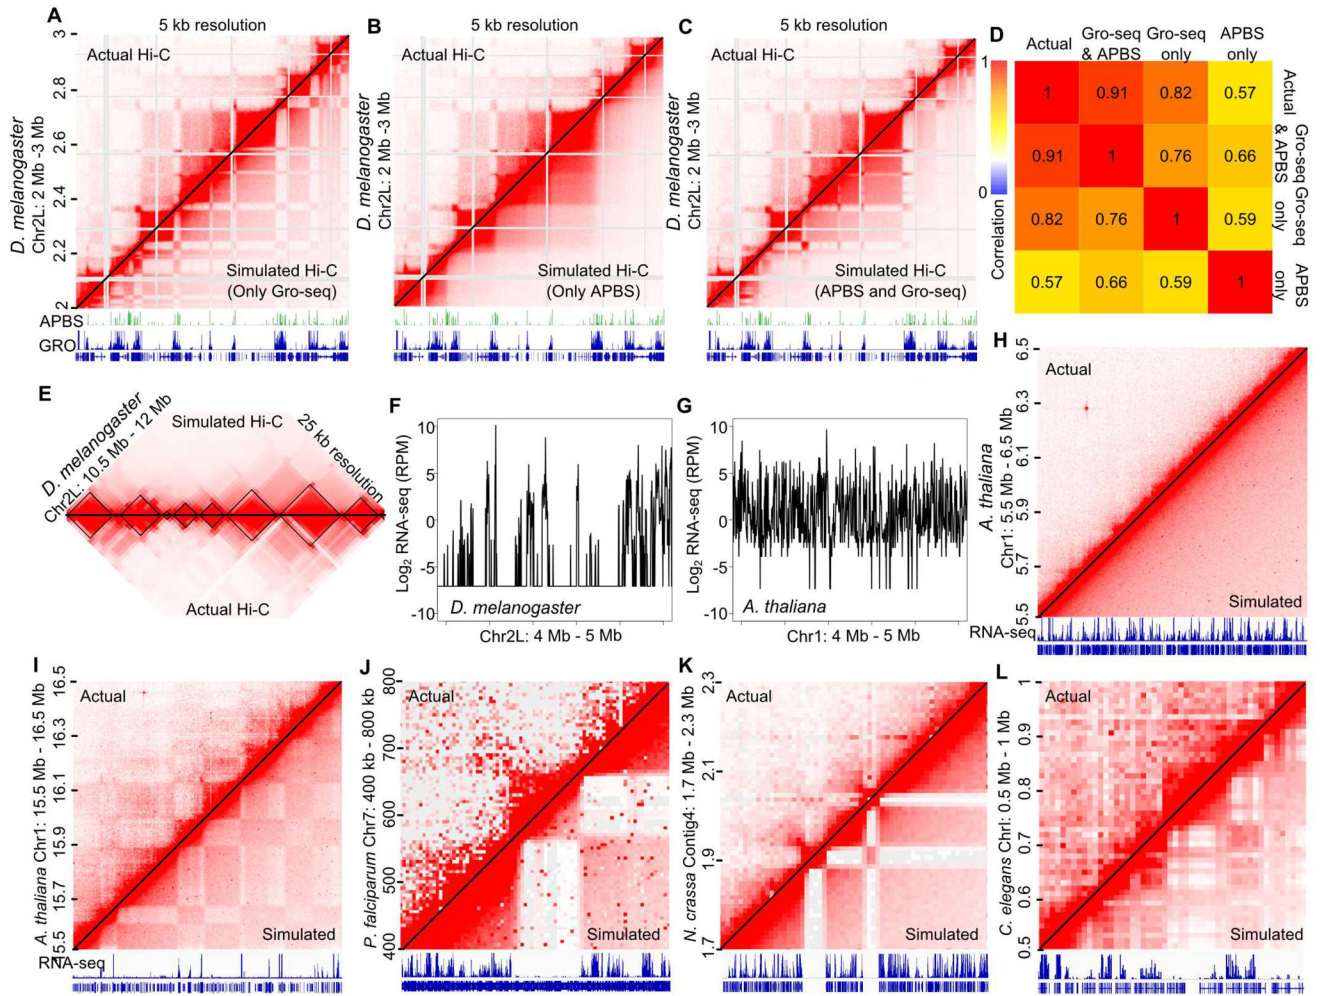 A
5 kb resolution
Actual Hi-C
Simulated Hi-C
(Only Gro-seq)
D. melanogaster
Chr2L: 2 Mb -3 Mb
3
2.8
2.6
2.4
2.2
2
APBS
GRO
B
5 kb resolution
Actual Hi-C
Simulated Hi-C
(Only APBS)
D. melanogaster
Chr2L: 2 Mb -3 Mb
C
5 kb resolution
Actual Hi-C
Simulated Hi-C
(APBS and Gro-seq)
D. melanogaster
Chr2L: 2 Mb -3 Mb
D
Actual
Gro-seq
& APBS
Gro-seq
only
APBS
only
1
0
Correlation
1 0.91 0.82 0.57
0.91 1 0.76 0.66
0.82 0.76 1 0.59
0.57 0.66 0.59 1
Actual
Gro-seq
& APBS
Gro-seq
only
APBS
only
E
D. melanogaster
Chr2L: 10.5 Mb - 12 Mb
Simulated Hi-C
25 kb resolution
Actual Hi-C
F
Log2 RNA-seq (RPM)
10
5
0
-5
-10
D. melanogaster
Chr2L: 4 Mb - 5 Mb
G
Log2 RNA-seq (RPM)
10
5
0
-5
-10
A. thaliana
Chr1: 4 Mb - 5 Mb
H
Actual
Simulated
A. thaliana
Chr1: 5.5 Mb - 6.5 Mb
6.5
6.3
6.1
5.9
5.7
5.5
RNA-seq
I
Actual
Simulated
A. thaliana Chr1: 15.5 Mb - 16.5 Mb
16.5
16.3
16.1
15.9
15.7
15.5
RNA-seq
J
Actual
Simulated
P. falciparum Chr7: 400 kb - 800 kb
800
700
600
500
400
K
Actual
Simulated
N. crassa Contig4: 1.7 Mb - 2.3 Mb
2.3
2.1
1.9
1.7
L
Actual
Simulated
C. elegans ChrI: 0.5 Mb - 1 Mb
1
0.9
0.8
0.7
0.6
0.5